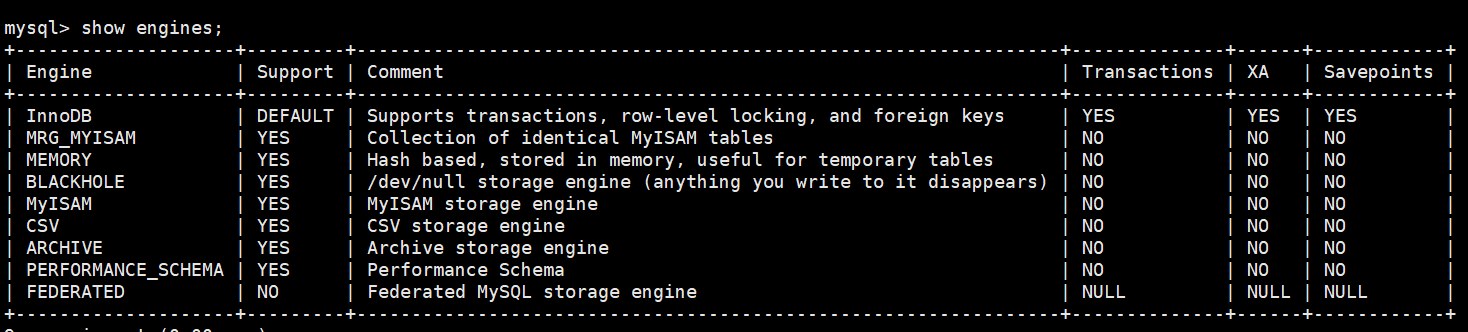 mysql> show engines;
+--------------------+---------+----------------------------------------------------------------+--------------+------+------------+
| Engine             | Support | Comment                                                        | Transactions | XA   | Savepoints |
+--------------------+---------+----------------------------------------------------------------+--------------+------+------------+
| InnoDB             | DEFAULT | Supports transactions, row-level locking, and foreign keys     | YES          | YES  | YES        |
| MRG_MYISAM         | YES     | Collection of identical MyISAM tables                          | NO           | NO   | NO         |
| MEMORY             | YES     | Hash based, stored in memory, useful for temporary tables      | NO           | NO   | NO         |
| BLACKHOLE          | YES     | /dev/null storage engine (anything you write to it disappears) | NO           | NO   | NO         |
| MyISAM             | YES     | MyISAM storage engine                                          | NO           | NO   | NO         |
| CSV                | YES     | CSV storage engine                                             | NO           | NO   | NO         |
| ARCHIVE            | YES     | Archive storage engine                                         | NO           | NO   | NO         |
| PERFORMANCE_SCHEMA | YES     | Performance Schema                                             | NO           | NO   | NO         |
| FEDERATED          | NO      | Federated MySQL storage engine                                 | NULL         | NULL | NULL       |
+--------------------+---------+----------------------------------------------------------------+--------------+------+------------+